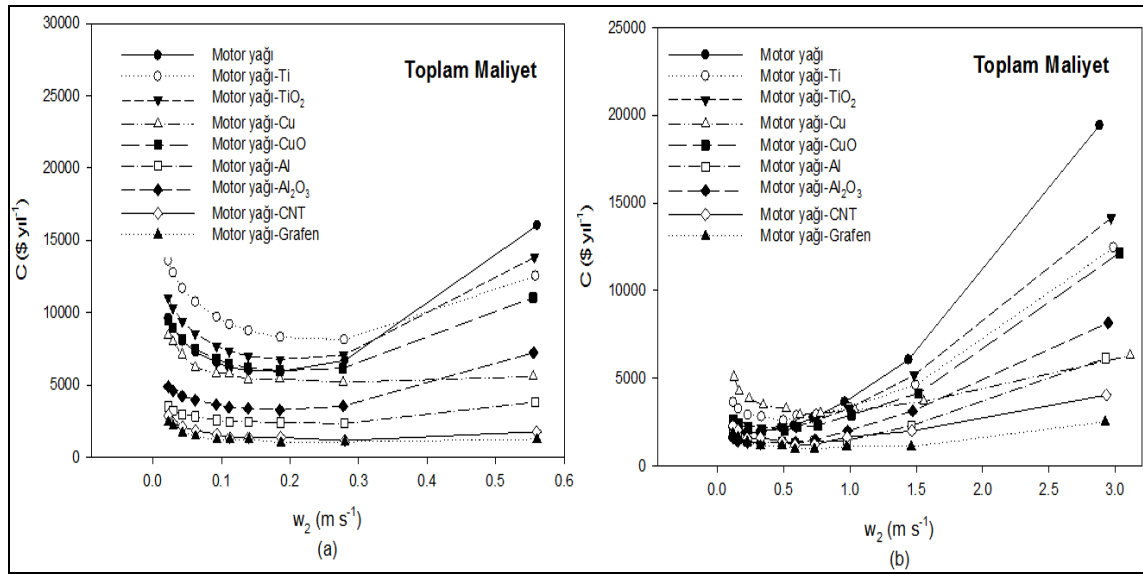 30000
25000
20000
15000
10000
5000
0
C ($ yıl⁻¹)
Motor yağı
Motor yağı-Ti
Motor yağı-TiO₂
Motor yağı-Cu
Motor yağı-CuO
Motor yağı-Al
Motor yağı-Al₂O₃
Motor yağı-CNT
Motor yağı-Grafen
Toplam Maliyet
0.0 0.1 0.2 0.3 0.4 0.5 0.6
w₂ (m s⁻¹)
(a)
25000
20000
15000
10000
5000
0
C ($ yıl⁻¹)
Motor yağı
Motor yağı-Ti
Motor yağı-TiO₂
Motor yağı-Cu
Motor yağı-CuO
Motor yağı-Al
Motor yağı-Al₂O₃
Motor yağı-CNT
Motor yağı-Grafen
Toplam Maliyet
0.0 0.5 1.0 1.5 2.0 2.5 3.0
w₂ (m s⁻¹)
(b)